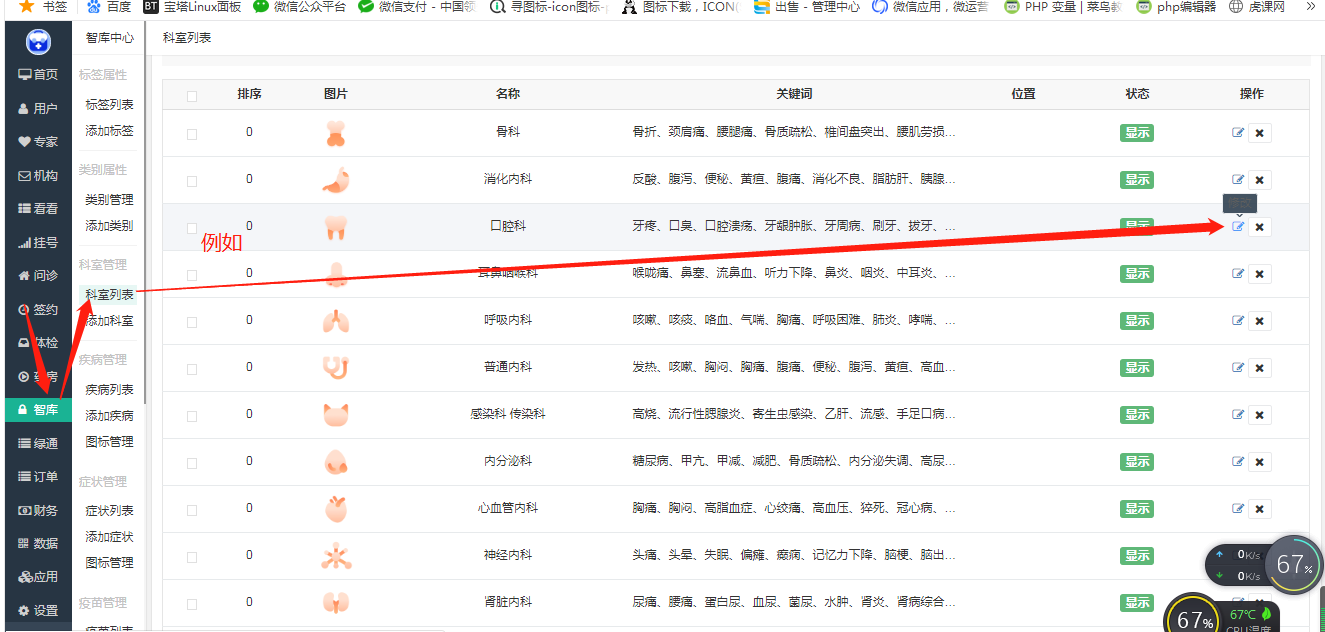 书签 百度 BT 宝塔Linux面板 微信公众平台 微信支付 - 中国领 寻图标-icon图标- 图标下载，ICON( 出售 - 管理中心 微信应用，微运营 PHP 变量 | 菜鸟教 php编辑器 虎课网 »
智库中心 科室列表
首页
用户
专家
机构
看看
挂号
问诊
签约
体检
药房
智库
绿通
订单
财务
数据
应用
设置
标签属性
标签列表
添加标签
类别属性
类别管理
添加类别
科室管理
科室列表
添加科室
疾病管理
疾病列表
添加疾病
图标管理
症状管理
症状列表
添加症状
图标管理
疫苗管理
疫苗列表
排序 图片 名称 关键词 位置 状态 操作
0 骨科 骨折、颈肩痛、腰腿痛、骨质疏松、椎间盘突出、腰肌劳损... 显示
0 消化内科 反酸、腹泻、便秘、黄疸、腹痛、消化不良、脂肪肝、胰腺... 显示
修改
0 口腔科 牙疼、口臭、口腔溃疡、牙龈肿胀、牙周病、刷牙、拔牙、... 显示
例如
0 耳鼻咽喉科 喉咙痛、鼻塞、流鼻血、听力下降、鼻炎、咽炎、中耳炎、... 显示
0 呼吸内科 咳嗽、咳痰、咯血、气喘、胸痛、呼吸困难、肺炎、哮喘、... 显示
0 普通内科 发热、咳嗽、胸闷、胸痛、腹痛、便秘、腹泻、黄疸、高血... 显示
0 感染科 传染科 高烧、流行性腮腺炎、寄生虫感染、乙肝、流感、手足口病... 显示
0 内分泌科 糖尿病、甲亢、甲减、减肥、骨质疏松、内分泌失调、高尿... 显示
0 心血管内科 胸痛、胸闷、高脂血症、心绞痛、高血压、猝死、冠心病、... 显示
0 神经内科 头痛、头晕、失眠、偏瘫、癫痫、记忆力下降、脑梗、脑出... 显示
0 肾脏内科 尿痛、腰痛、蛋白尿、血尿、菌尿、水肿、肾炎、肾病综合... 显示
0K/s
0K/s
67%
67%
67℃
CPU温度